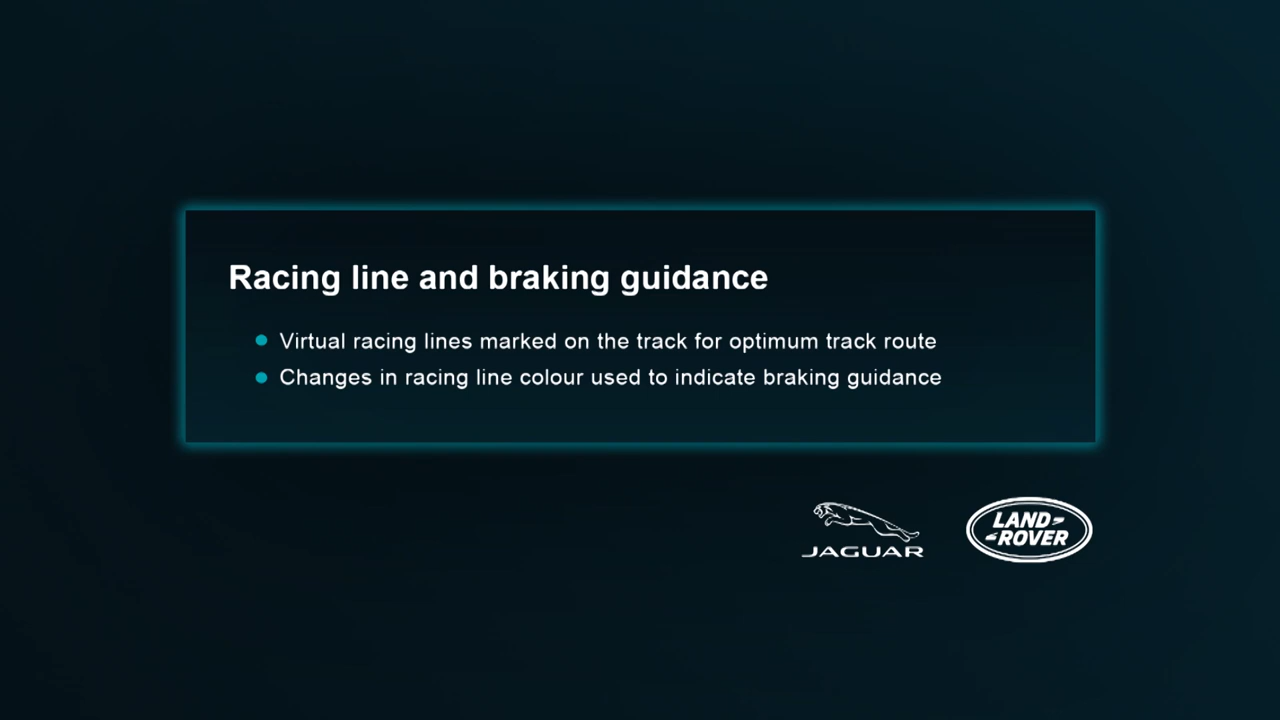 Racing line and braking guidance
Virtual racing lines marked on the track for optimum track route
Changes in racing line colour used to indicate braking guidance
JAGUAR
LAND
ROVER